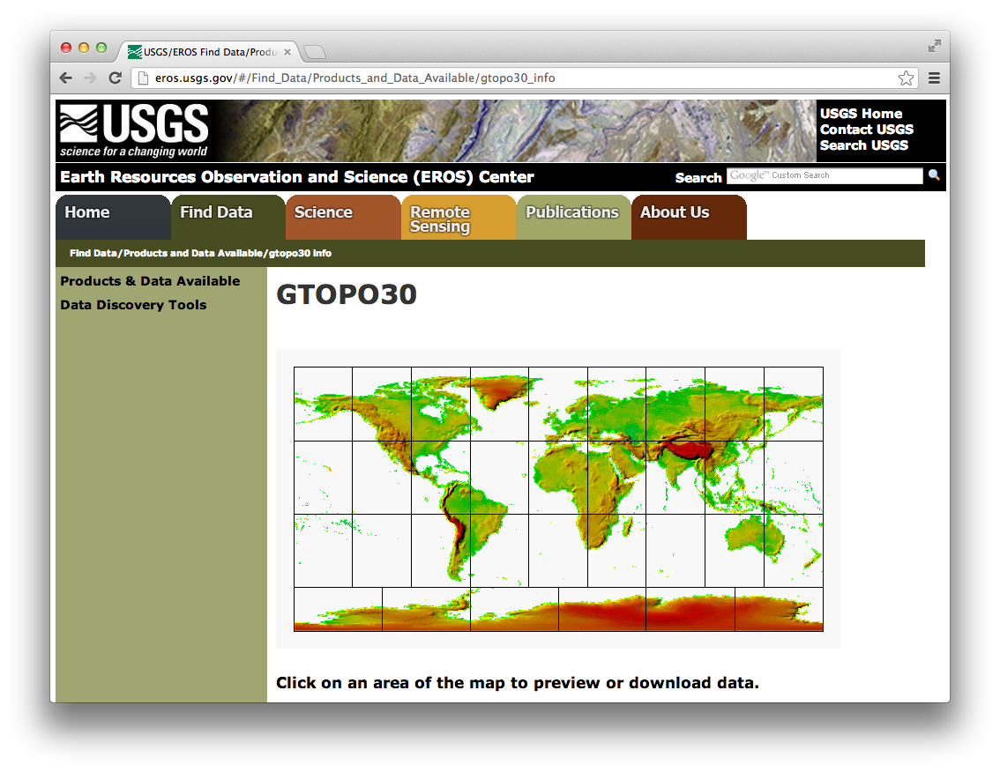 USGS/EROS Find Data/Produ
eros.usgs.gov/#/Find_Data/Products_and_Data_Available/gtopo30_info
USGS
science for a changing world
USGS Home
Contact USGS
Search USGS
Earth Resources Observation and Science (EROS) Center
Search
Google™ Custom Search
Home
Find Data
Science
Remote
Sensing
Publications
About Us
Find Data/Products and Data Available/gtopo30 Info
Products & Data Available
Data Discovery Tools
GTOPO30
Click on an area of the map to preview or download data.